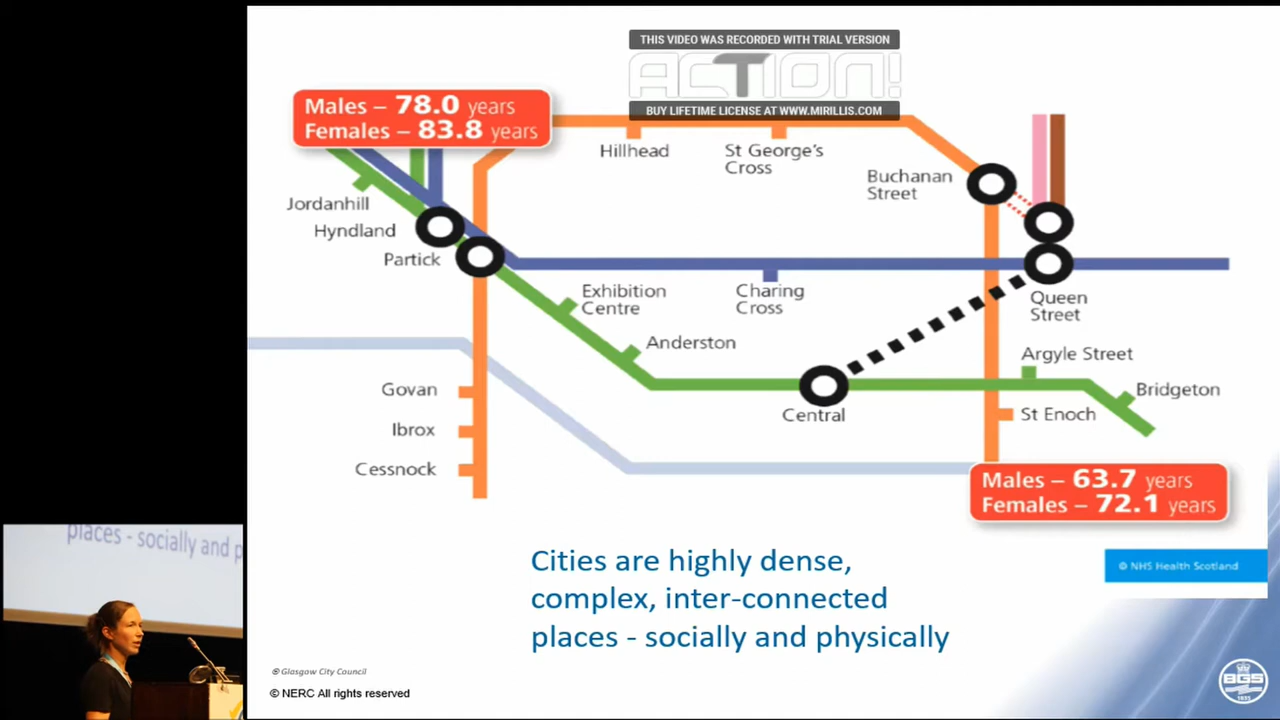 THIS VIDEO WAS RECORDED WITH TRIAL VERSION
ACTION!
BUY LIFETIME LICENSE AT WWW.MIRILLIS.COM
Males – 78.0 years
Females – 83.8 years
Hillhead
St George's
Cross
Buchanan
Street
Jordanhill
Hyndland
Partick
Exhibition
Centre
Charing
Cross
Queen
Street
Anderston
Argyle Street
Govan
Central
Bridgeton
St Enoch
Ibrox
Cessnock
Males – 63.7 years
Females – 72.1 years
© NHS Health Scotland
Cities are highly dense,
complex, inter-connected
places - socially and physically
places - socially and p
© Glasgow City Council
© NERC All rights reserved
BGS
1835